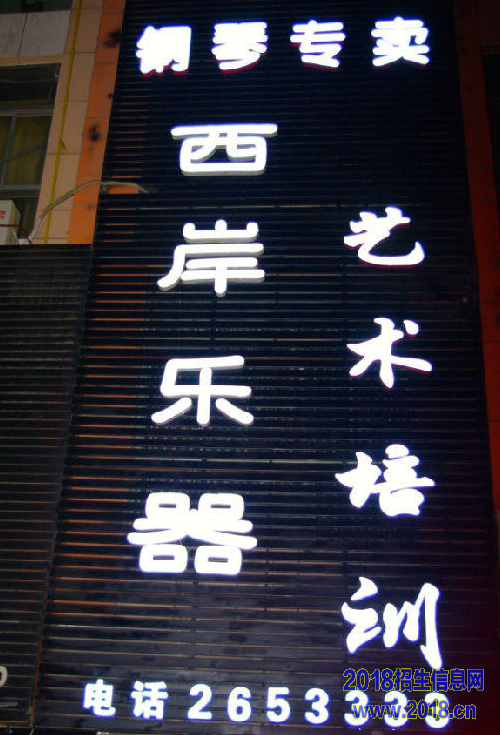 钢琴专卖
西岸乐器
艺术培训
电话 2653339
2018招生信息网
www.2018.cn